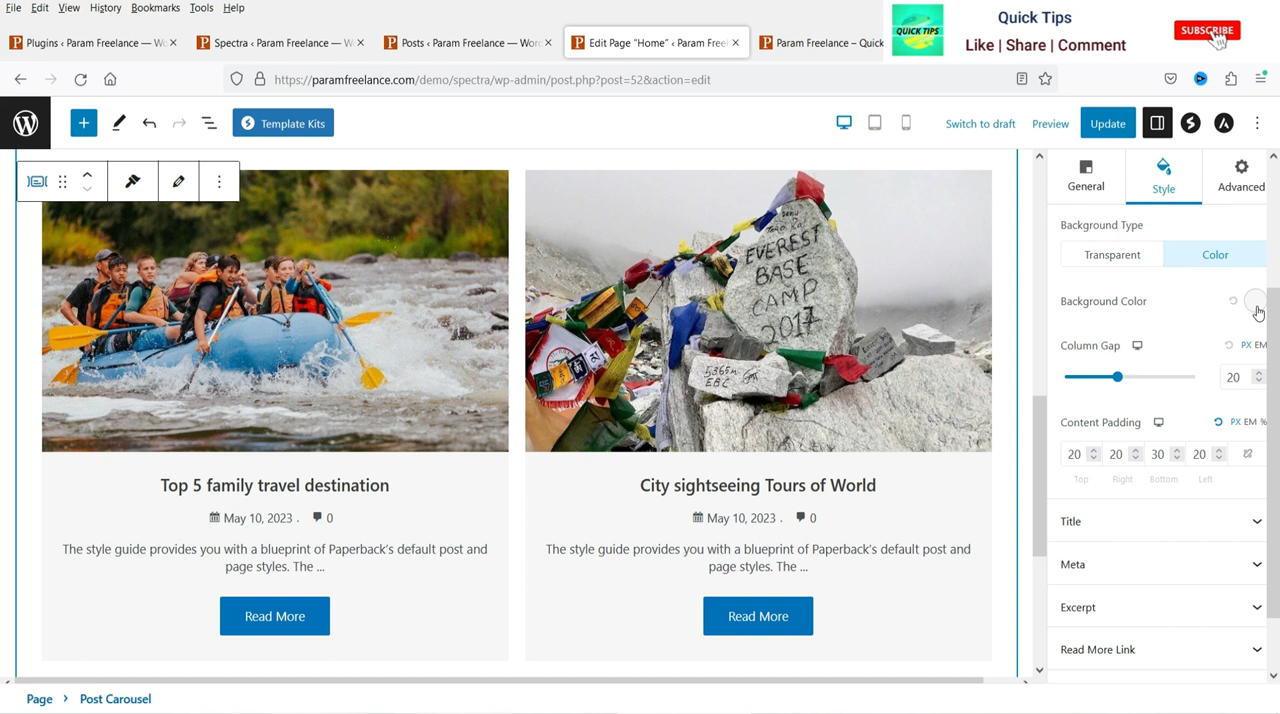 File Edit View History Bookmarks Tools Help
Plugins ‹ Param Freelance — Wo
Spectra ‹ Param Freelance — W
Posts ‹ Param Freelance — Word
Edit Page “Home” ‹ Param Freel
Param Freelance – Quick
QUICK TIPS
Quick Tips
Like | Share | Comment
SUBSCRIBE
https://paramfreelance.com/demo/spectra/wp-admin/post.php?post=52&action=edit
Template Kits
Switch to draft
Preview
Update
General
Style
Advanced
Background Type
Transparent
Color
Background Color
Column Gap
PX EM
20
Content Padding
PX EM %
20 20 30 20
Top Right Bottom Left
Title
Meta
Excerpt
Read More Link
EVEREST
BASE
CAMP
2017
5365m
EBC
Top 5 family travel destination
May 10, 2023 . 0
The style guide provides you with a blueprint of Paperback’s default post and
page styles. The ...
Read More
City sightseeing Tours of World
May 10, 2023 . 0
The style guide provides you with a blueprint of Paperback’s default post and
page styles. The ...
Read More
Page › Post Carousel